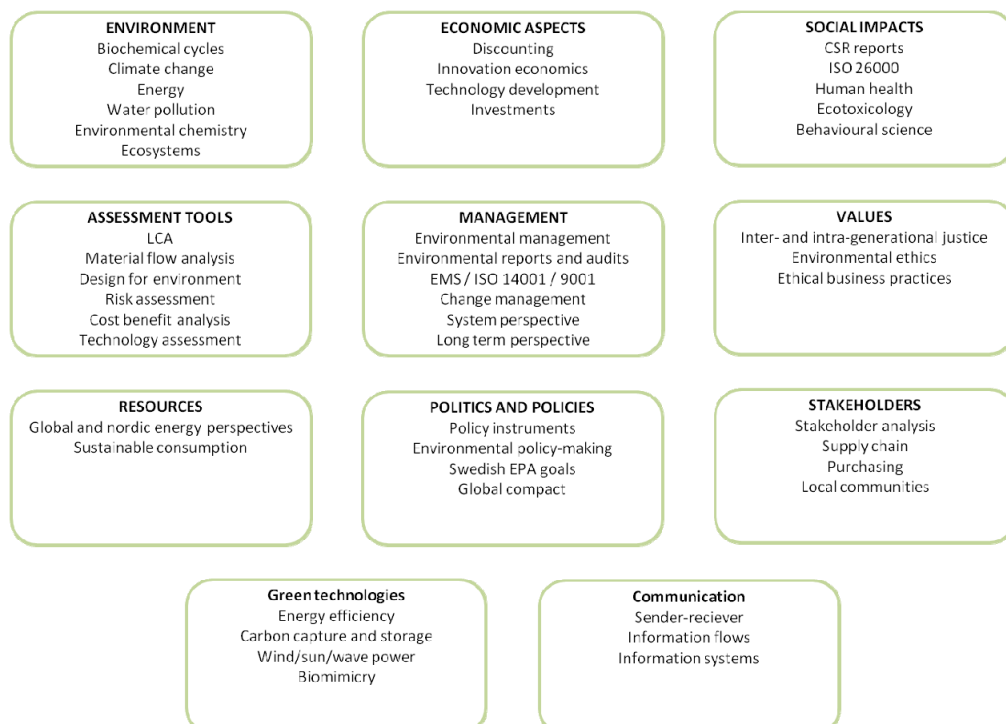 ENVIRONMENT
Biochemical cycles
Climate change
Energy
Water pollution
Environmental chemistry
Ecosystems
ECONOMIC ASPECTS
Discounting
Innovation economics
Technology development
Investments
SOCIAL IMPACTS
CSR reports
ISO 26000
Human health
Ecotoxicology
Behavioural science
ASSESSMENT TOOLS
LCA
Material flow analysis
Design for environment
Risk assessment
Cost benefit analysis
Technology assessment
MANAGEMENT
Environmental management
Environmental reports and audits
EMS / ISO 14001 / 9001
Change management
System perspective
Long term perspective
VALUES
Inter- and intra-generational justice
Environmental ethics
Ethical business practices
RESOURCES
Global and nordic energy perspectives
Sustainable consumption
POLITICS AND POLICIES
Policy instruments
Environmental policy-making
Swedish EPA goals
Global compact
STAKEHOLDERS
Stakeholder analysis
Supply chain
Purchasing
Local communities
Green technologies
Energy efficiency
Carbon capture and storage
Wind/sun/wave power
Biomimicry
Communication
Sender-reciever
Information flows
Information systems